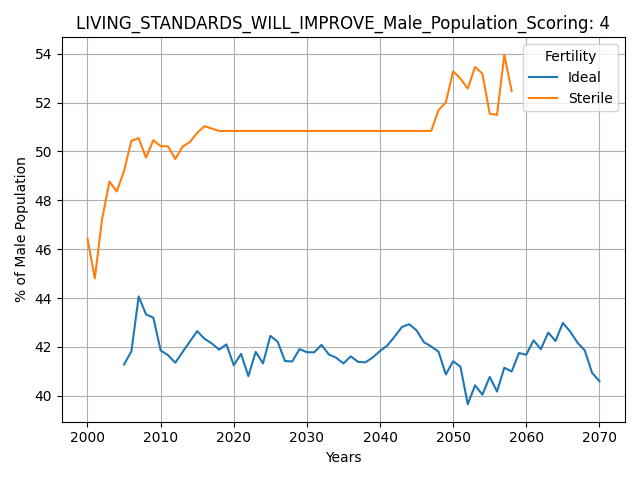 LIVING_STANDARDS_WILL_IMPROVE_Male_Population_Scoring: 4
Fertility
Ideal
Sterile
% of Male Population
54
52
50
48
46
44
42
40
2000 2010 2020 2030 2040 2050 2060 2070
Years